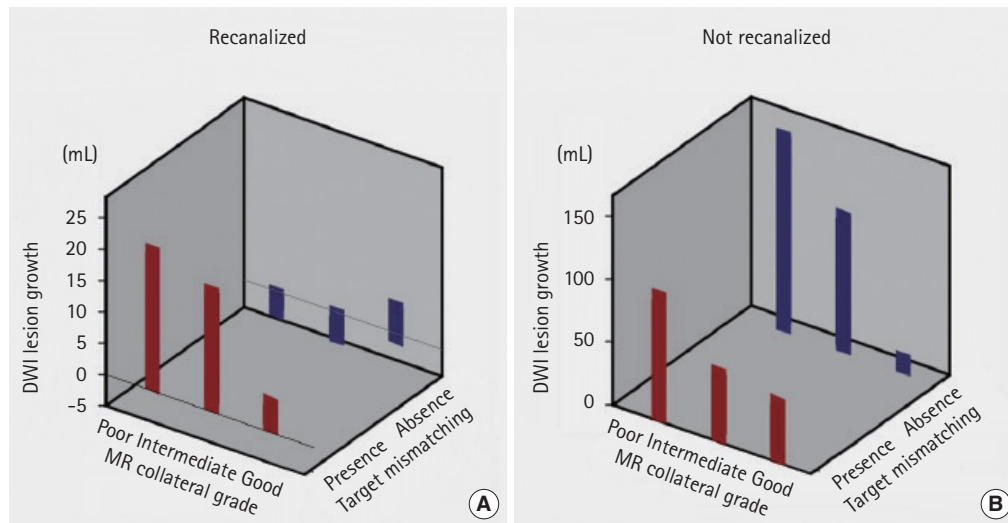 Recanalized
(mL)
25
20
15
10
5
0
-5
DWI lesion growth
Poor Intermediate Good
MR collateral grade
Presence Absence
Target mismatching
A
Not recanalized
(mL)
150
100
50
0
DWI lesion growth
Poor Intermediate Good
MR collateral grade
Presence Absence
Target mismatching
B